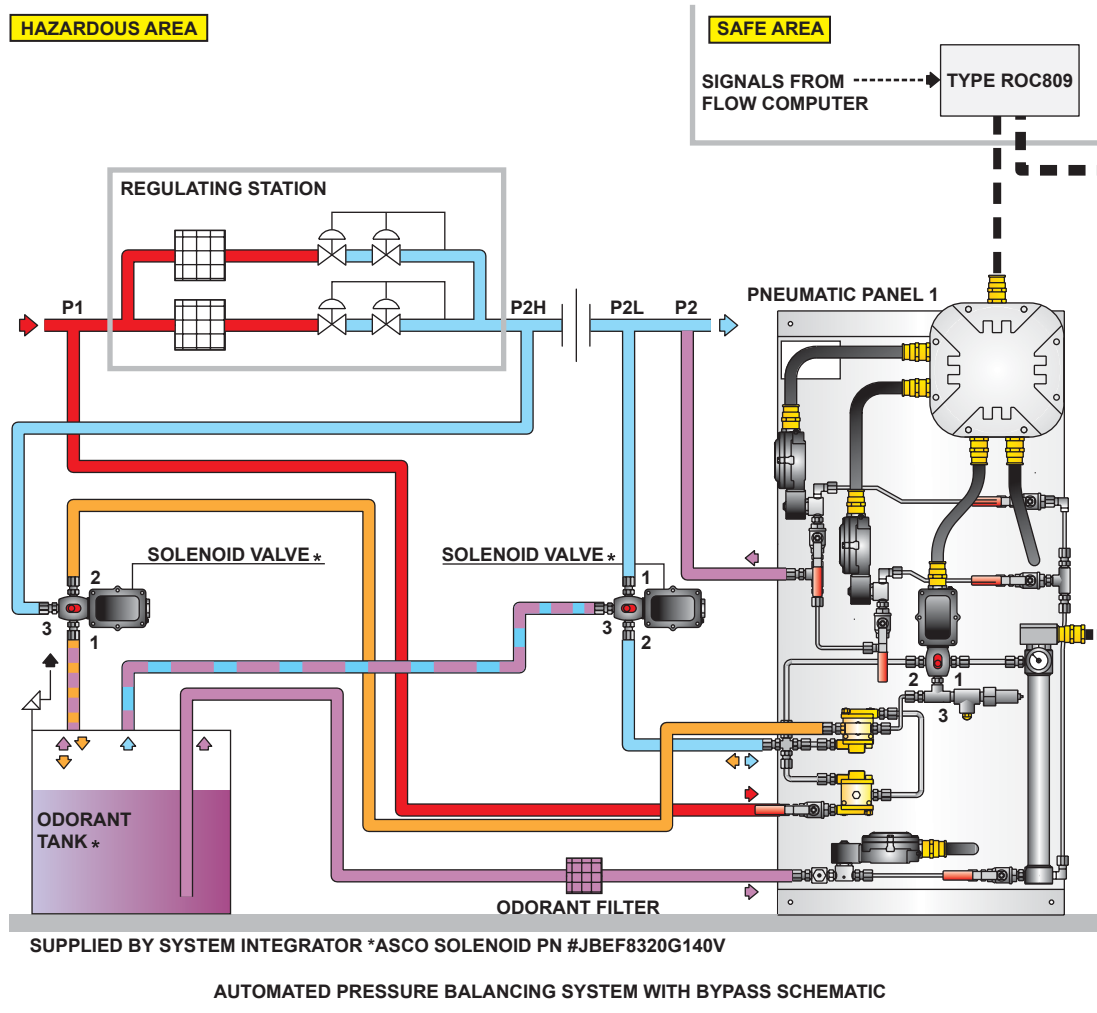 HAZARDOUS AREA
SAFE AREA
SIGNALS FROM
FLOW COMPUTER
TYPE ROC809
REGULATING STATION
P1
P2H
P2L
P2
PNEUMATIC PANEL 1
SOLENOID VALVE *
SOLENOID VALVE *
2
3
1
1
3
2
2
1
3
ODORANT
TANK *
ODORANT FILTER
SUPPLIED BY SYSTEM INTEGRATOR *ASCO SOLENOID PN #JBEF8320G140V
AUTOMATED PRESSURE BALANCING SYSTEM WITH BYPASS SCHEMATIC